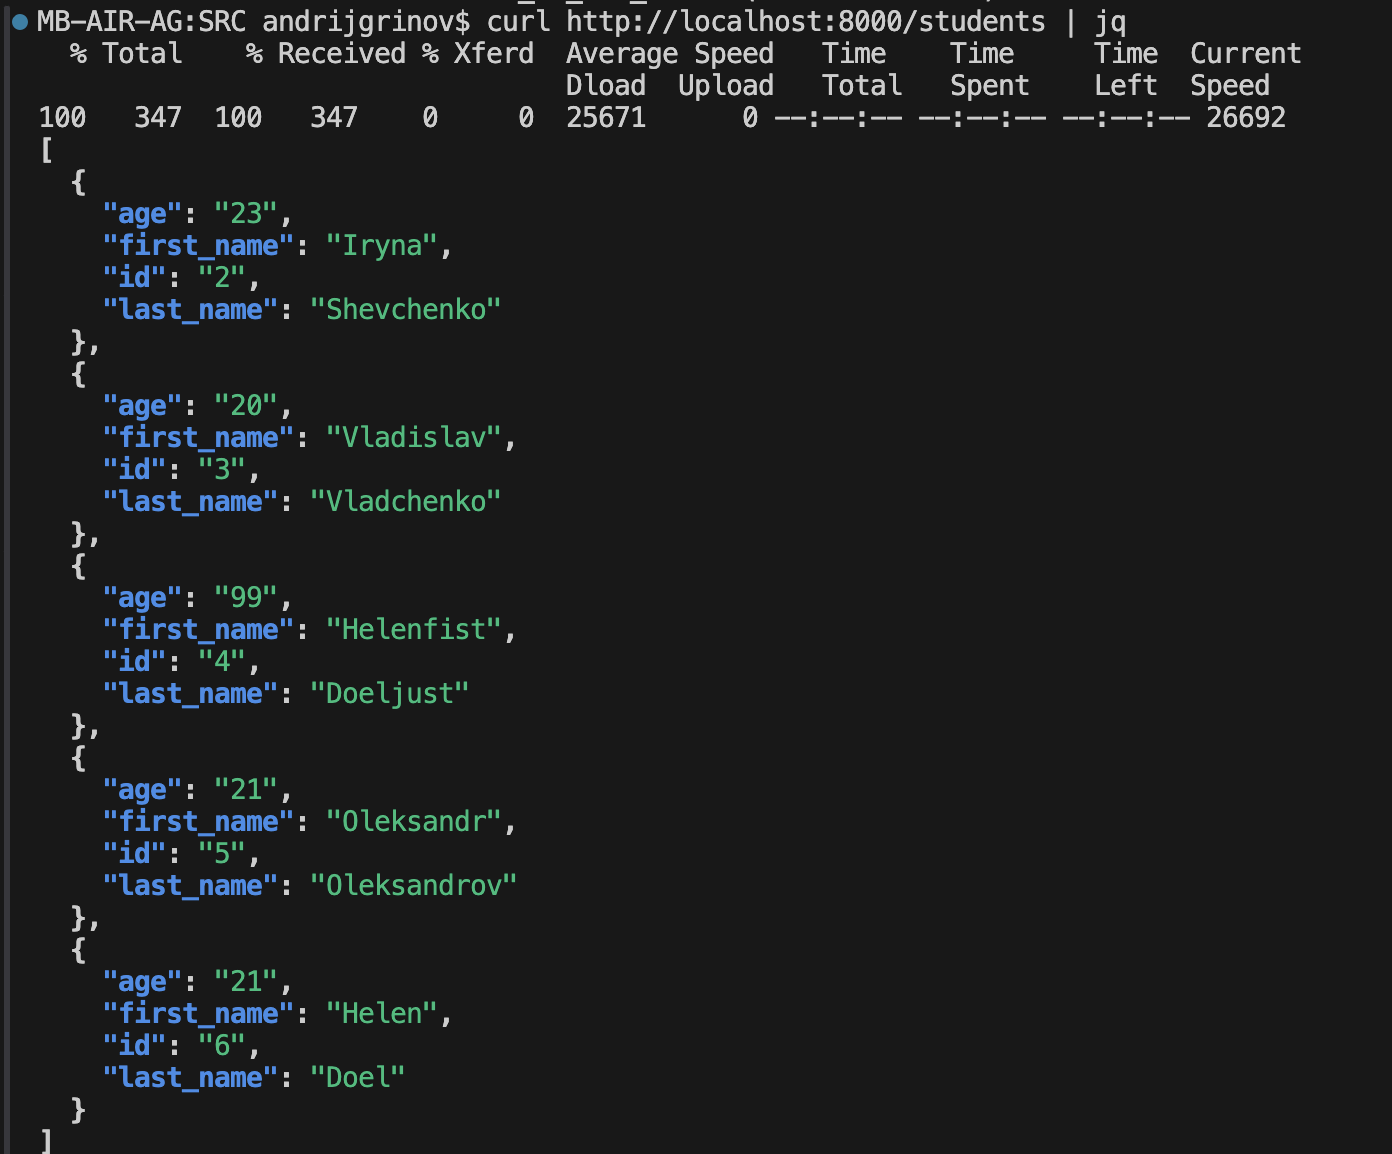 MB-AIR-AG:SRC andrijgrinov$ curl http://localhost:8000/students | jq
  % Total    % Received % Xferd  Average Speed   Time    Time     Time  Current
                                 Dload  Upload   Total   Spent    Left  Speed
100   347  100   347    0     0  25671      0 --:--:-- --:--:-- --:--:-- 26692
[
  {
    "age": "23",
    "first_name": "Iryna",
    "id": "2",
    "last_name": "Shevchenko"
  },
  {
    "age": "20",
    "first_name": "Vladislav",
    "id": "3",
    "last_name": "Vladchenko"
  },
  {
    "age": "99",
    "first_name": "Helenfist",
    "id": "4",
    "last_name": "Doeljust"
  },
  {
    "age": "21",
    "first_name": "Oleksandr",
    "id": "5",
    "last_name": "Oleksandrov"
  },
  {
    "age": "21",
    "first_name": "Helen",
    "id": "6",
    "last_name": "Doel"
  }
]